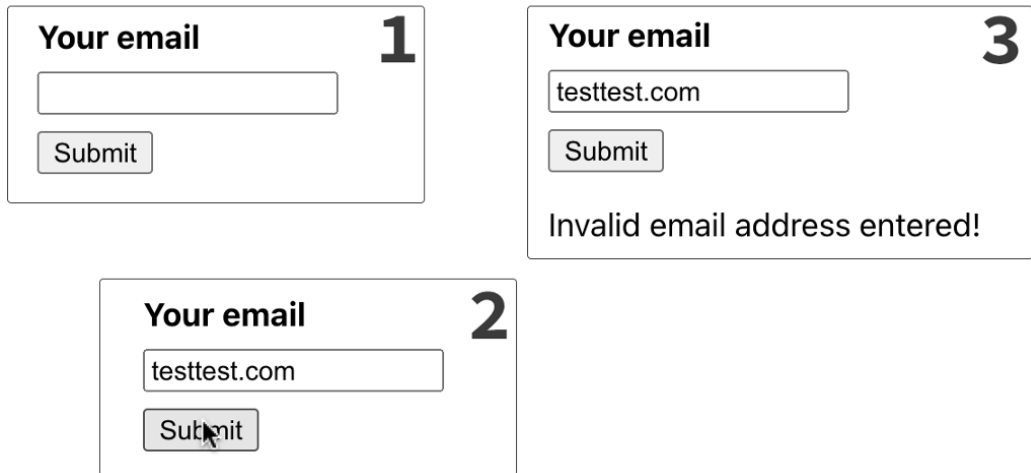 Your email
1
Submit
Your email
3
testtest.com
Submit
Invalid email address entered!
Your email
2
testtest.com
Submit